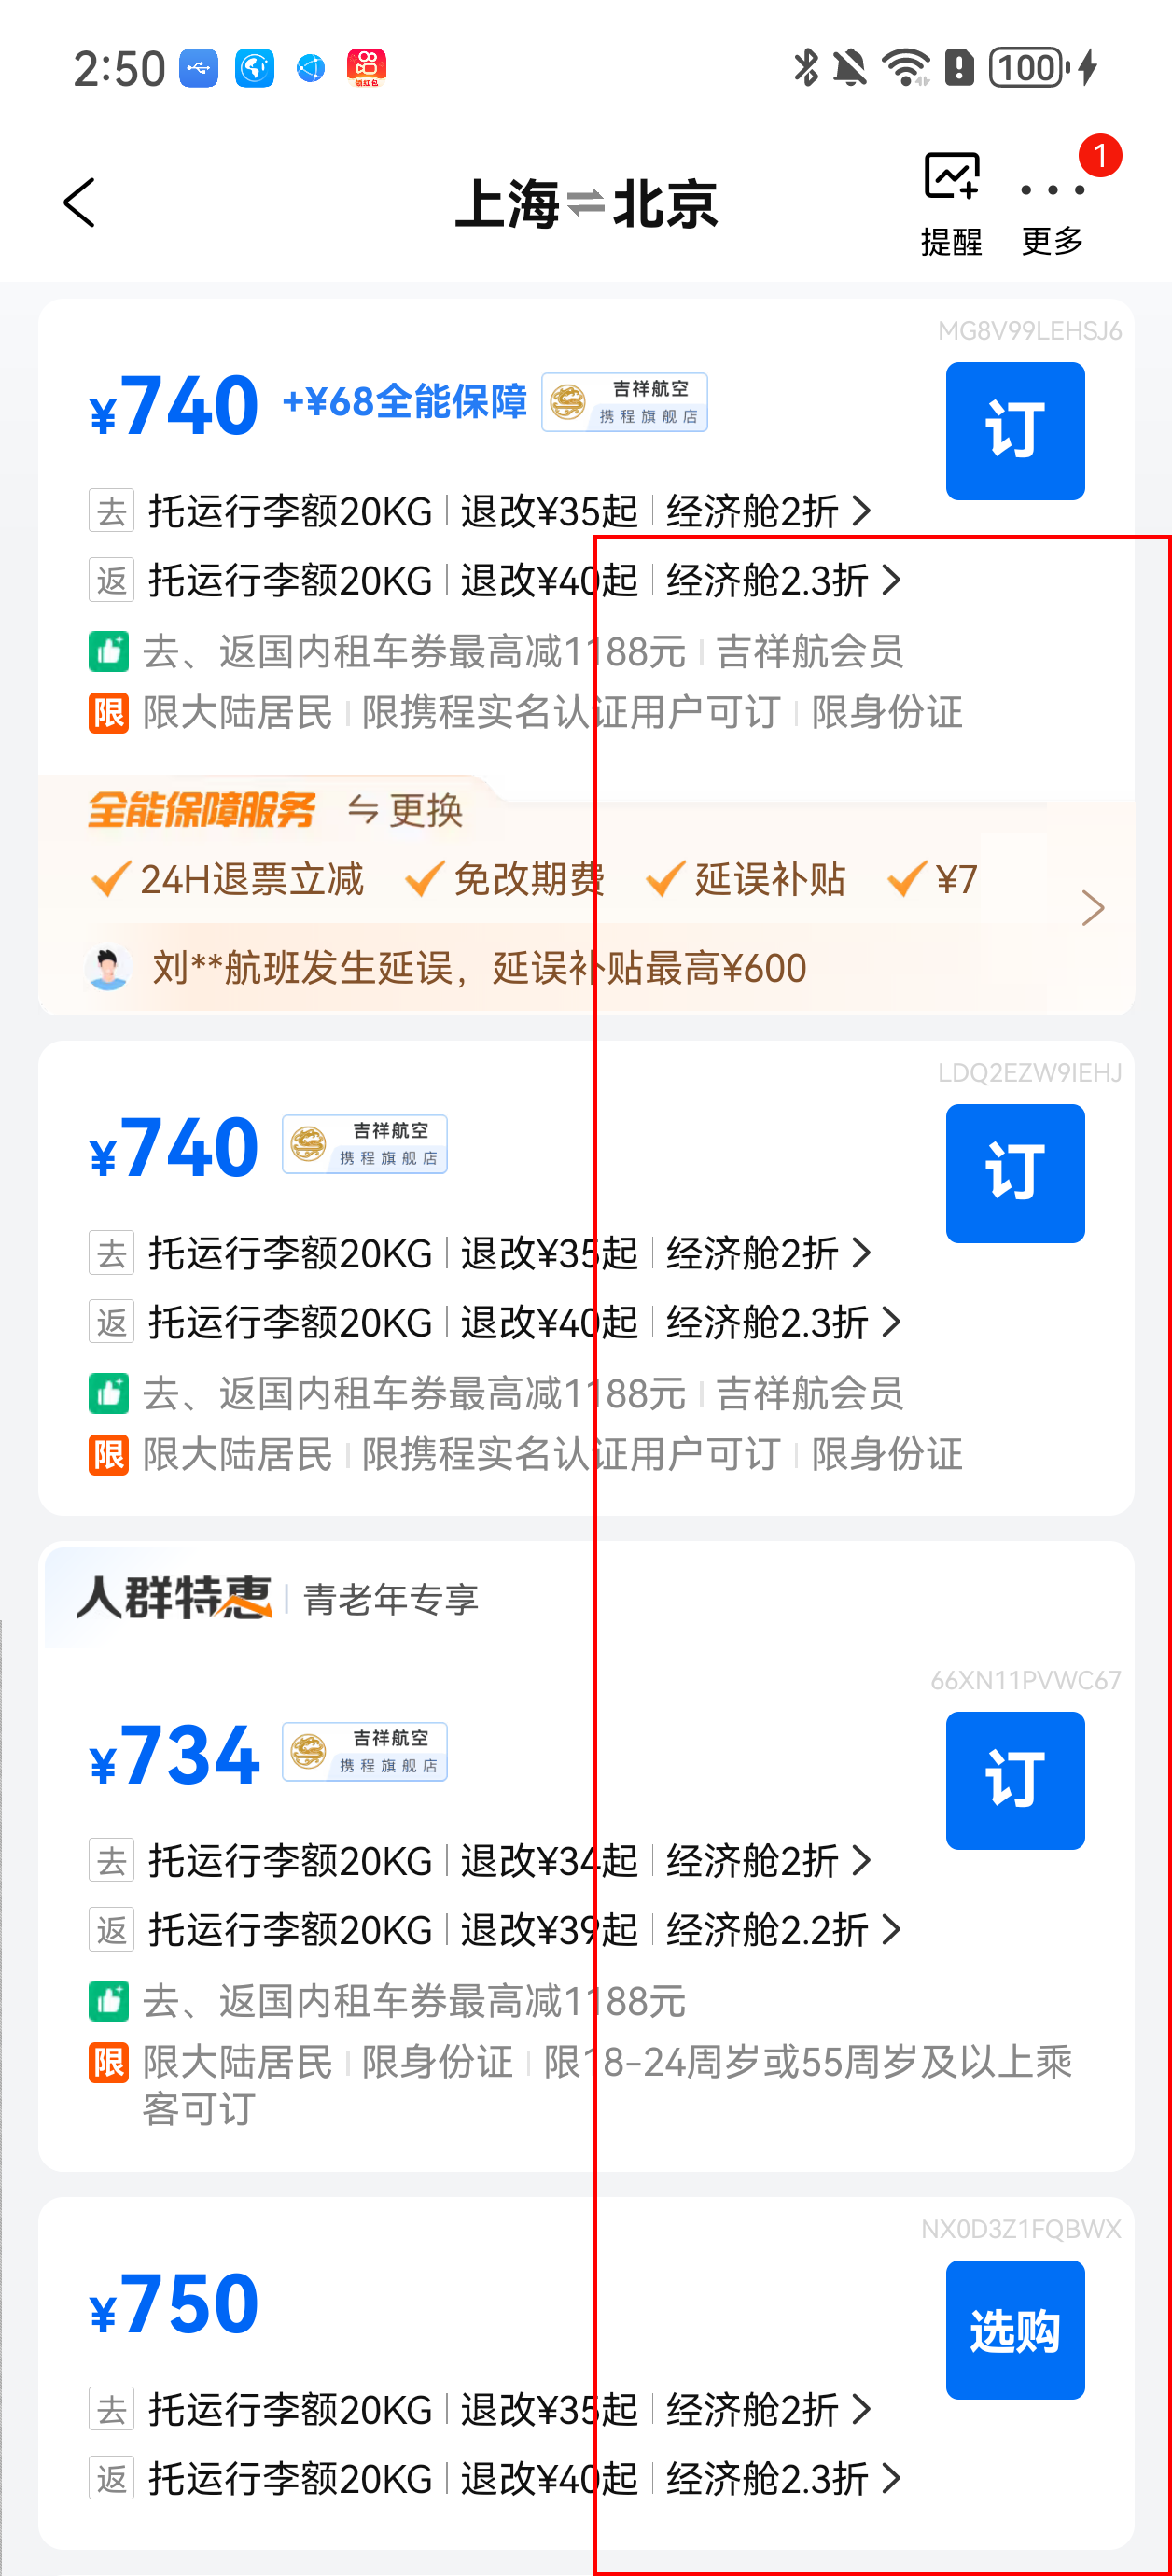 2:50 领红包 100
上海⇌北京 提醒 更多 1
MG8V99LEHSJ6
¥740 +¥68全能保障 吉祥航空 携程旗舰店 订
去 托运行李额20KG | 退改¥35起 | 经济舱2折 >
返 托运行李额20KG | 退改¥40起 | 经济舱2.3折 >
去、返国内租车券最高减1188元 | 吉祥航会员
限 限大陆居民 | 限携程实名认证用户可订 | 限身份证
全能保障服务 ⇋ 更换
24H退票立减 免改期费 延误补贴 ¥7
刘**航班发生延误，延误补贴最高¥600
LDQ2EZW9IEHJ
¥740 吉祥航空 携程旗舰店 订
去 托运行李额20KG | 退改¥35起 | 经济舱2折 >
返 托运行李额20KG | 退改¥40起 | 经济舱2.3折 >
去、返国内租车券最高减1188元 | 吉祥航会员
限 限大陆居民 | 限携程实名认证用户可订 | 限身份证
人群特惠 | 青老年专享
66XN11PVWC67
¥734 吉祥航空 携程旗舰店 订
去 托运行李额20KG | 退改¥34起 | 经济舱2折 >
返 托运行李额20KG | 退改¥39起 | 经济舱2.2折 >
去、返国内租车券最高减1188元
限 限大陆居民 | 限身份证 | 限18-24周岁或55周岁及以上乘
客可订
NX0D3Z1FQBWX
¥750 选购
去 托运行李额20KG | 退改¥35起 | 经济舱2折 >
返 托运行李额20KG | 退改¥40起 | 经济舱2.3折 >